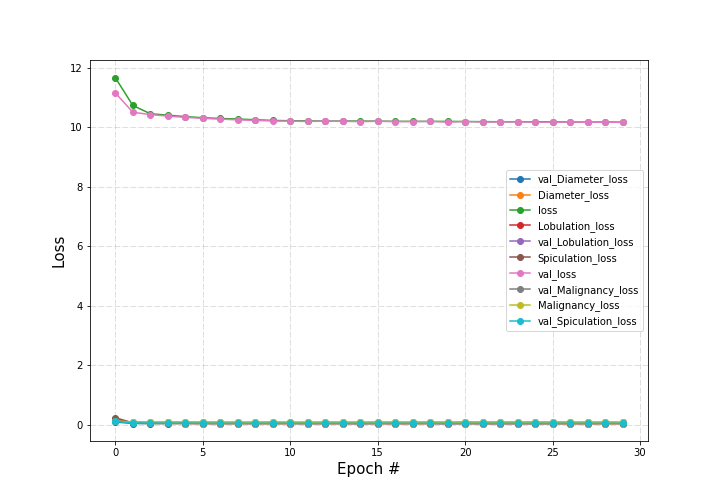 12
10
8
6
4
2
0
Loss
0
5
10
15
20
25
30
Epoch #
val_Diameter_loss
Diameter_loss
loss
Lobulation_loss
val_Lobulation_loss
Spiculation_loss
val_loss
val_Malignancy_loss
Malignancy_loss
val_Spiculation_loss